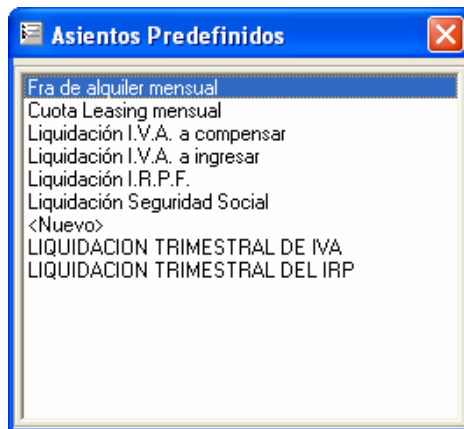 Asientos Predefinidos
Fra de alquiler mensual
Cuota Leasing mensual
Liquidación I.V.A. a compensar
Liquidación I.V.A. a ingresar
Liquidación I.R.P.F.
Liquidación Seguridad Social
<Nuevo>
LIQUIDACION TRIMESTRAL DE IVA
LIQUIDACION TRIMESTRAL DEL IRP